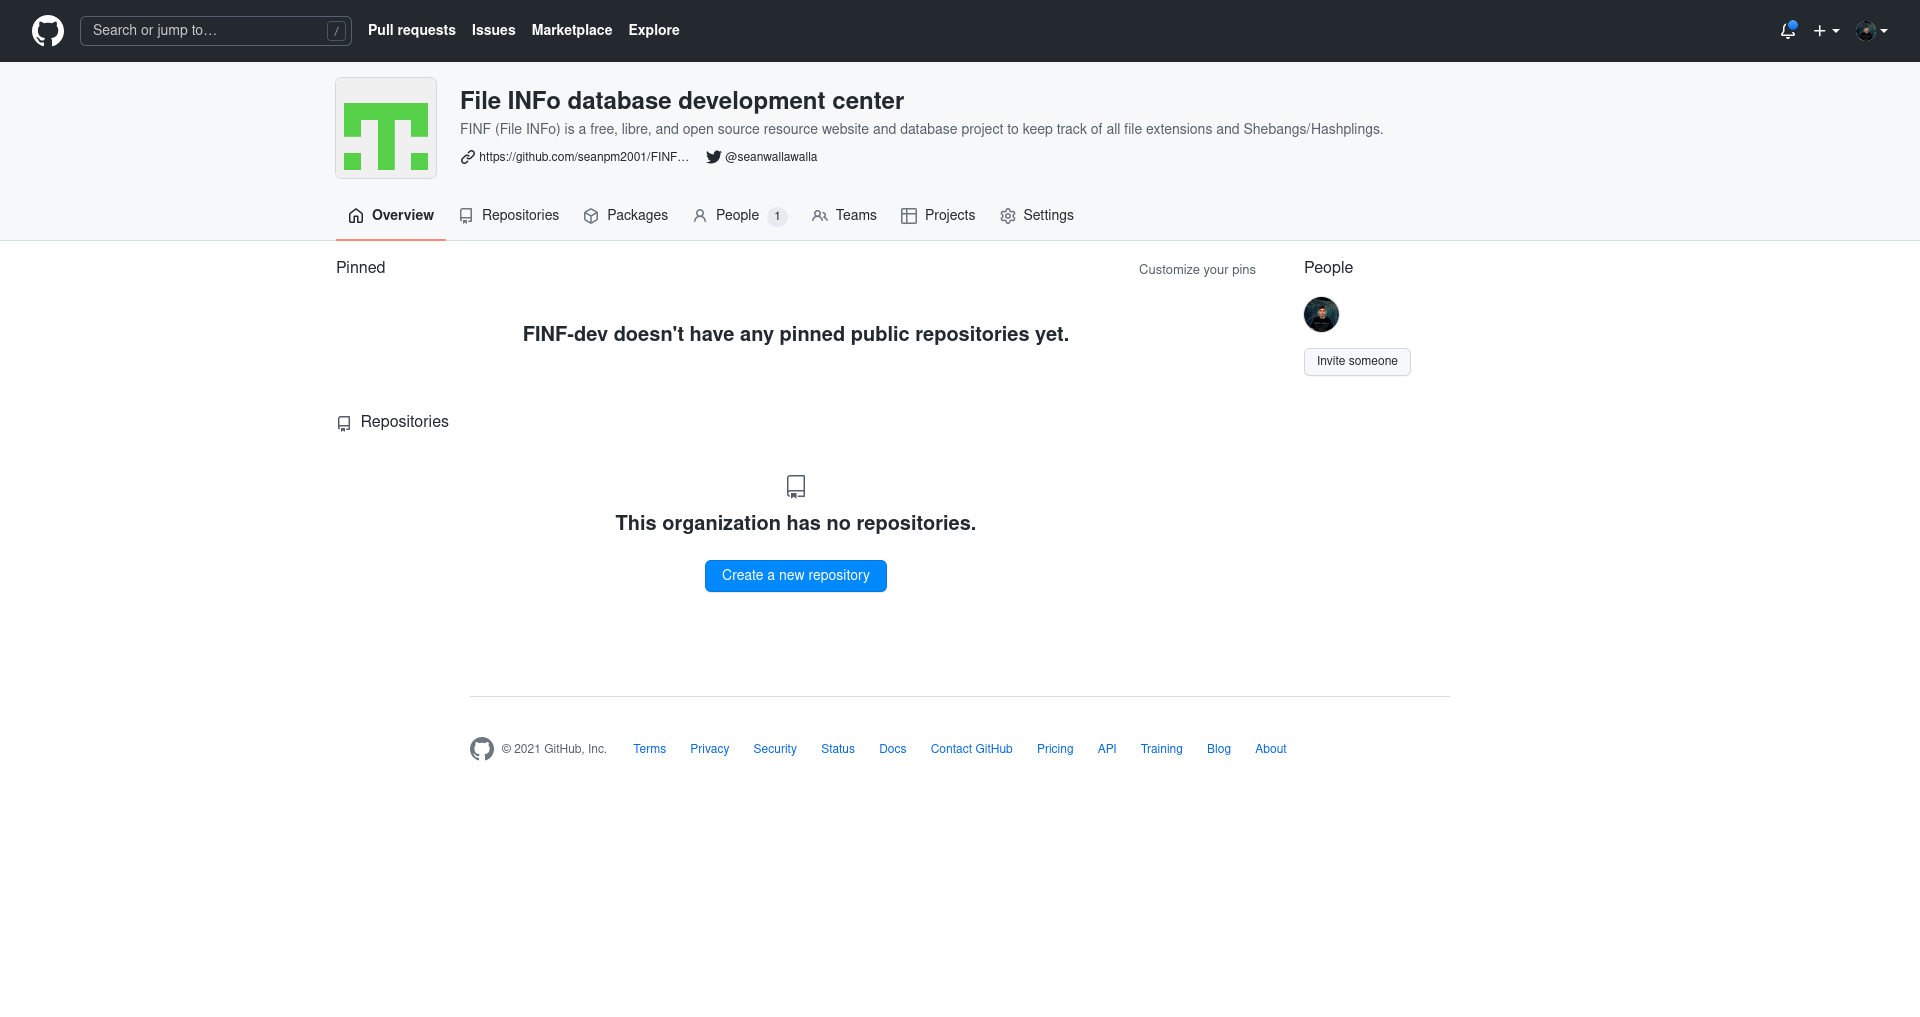 Search or jump to… /
Pull requests Issues Marketplace Explore
File INFo database development center
FINF (File INFo) is a free, libre, and open source resource website and database project to keep track of all file extensions and Shebangs/Hashplings.
https://github.com/seanpm2001/FINF… @seanwallawalla
Overview Repositories Packages People 1 Teams Projects Settings
Pinned
Customize your pins
FINF-dev doesn't have any pinned public repositories yet.
Repositories
This organization has no repositories.
Create a new repository
People
Invite someone
© 2021 GitHub, Inc. Terms Privacy Security Status Docs Contact GitHub Pricing API Training Blog About